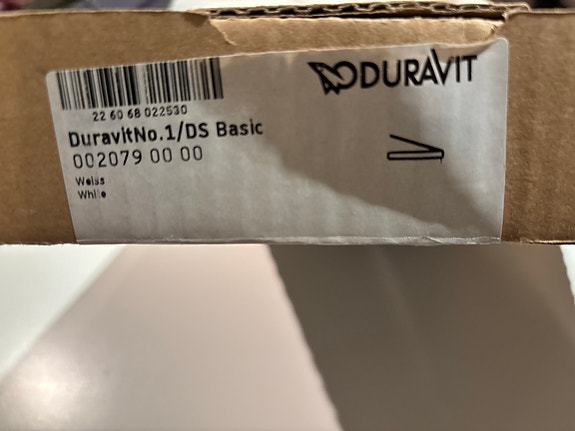 DURAVIT
22 60 68 022530
DuravitNo.1/DS Basic
002079 00 00
Weiss
White